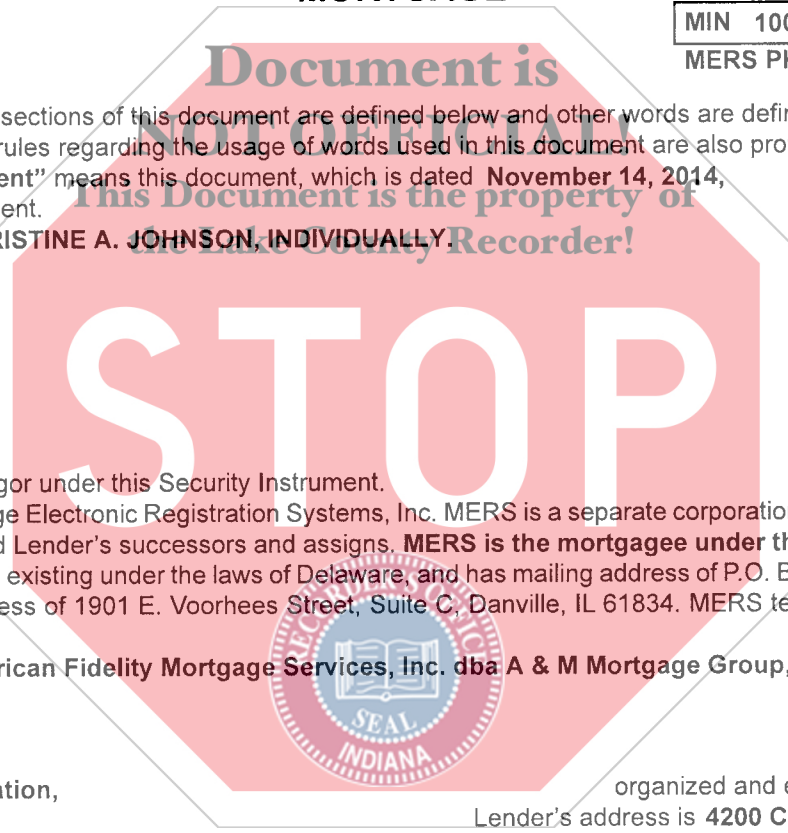 MORTGAGE
MIN 100
MERS Ph
Document is
sections of this document are defined below and other words are defin
NOT OFFICIAL!
rules regarding the usage of words used in this document are also pro
ent” means this document, which is dated November 14, 2014,
This Document is the property of
ent.
RISTINE A. JOHNSON, INDIVIDUALLY.
the Lake County Recorder!
STOP
gor under this Security Instrument.
ge Electronic Registration Systems, Inc. MERS is a separate corporation
d Lender's successors and assigns. MERS is the mortgagee under th
existing under the laws of Delaware, and has mailing address of P.O. B
ess of 1901 E. Voorhees Street, Suite C, Danville, IL 61834. MERS te
rican Fidelity Mortgage Services, Inc. dba A & M Mortgage Group,
RECORDER'S OFFICE
SEAL
INDIANA
ation,
organized and e
Lender's address is 4200 C